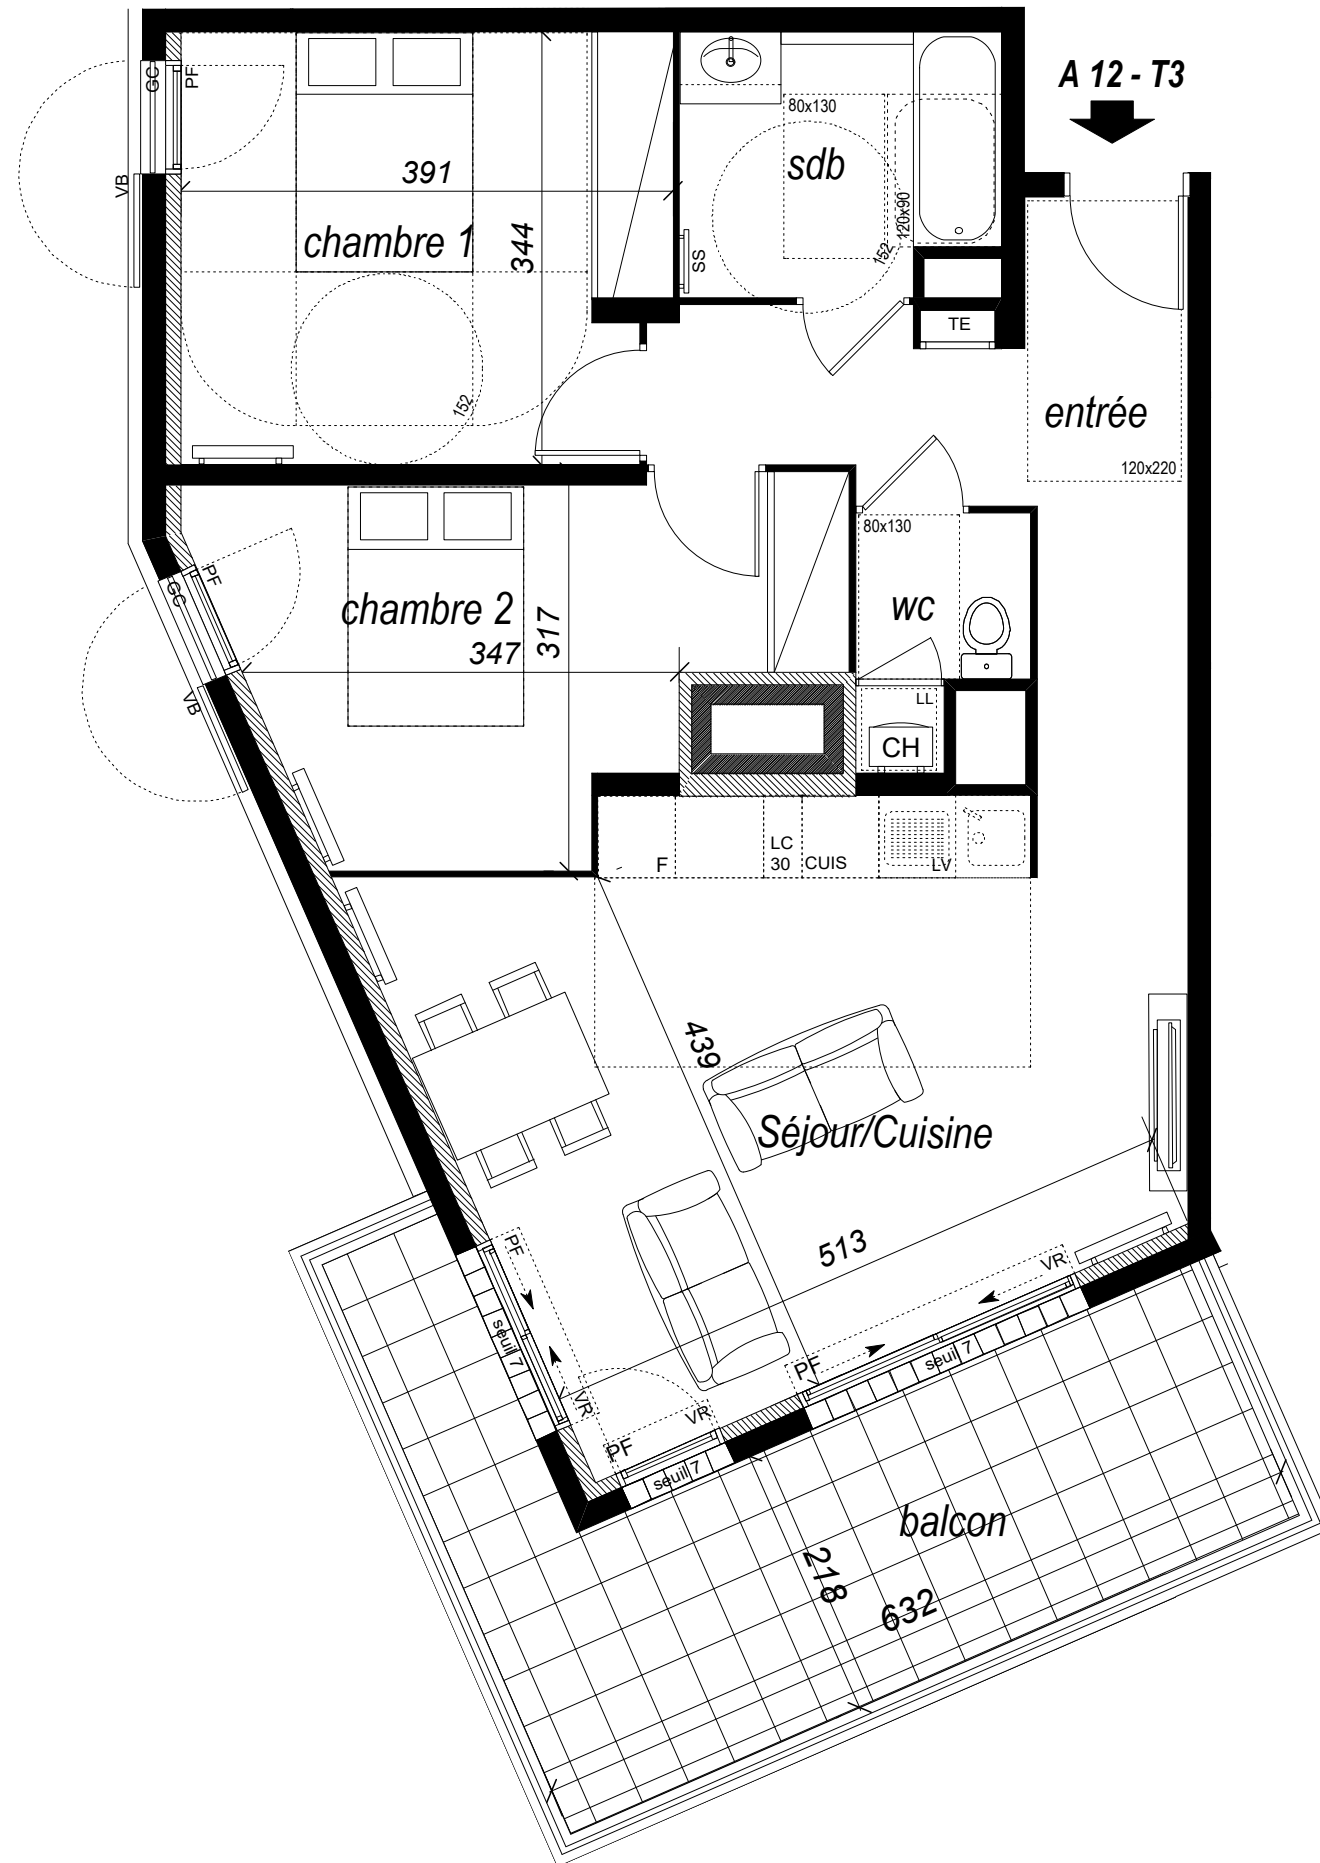 A 12 - T3
GC
PF
VB
391
chambre 1
344
152
80x130
sdb
120x90
152
SS
TE
entrée
120x220
GC
PF
VB
chambre 2
347
317
80x130
wc
LL
CH
F
LC
30
CUIS
LV
439
Séjour/Cuisine
513
PF
VR
seuil 7
PF
VR
seuil 7
PF
VR
seuil 7
balcon
218
632